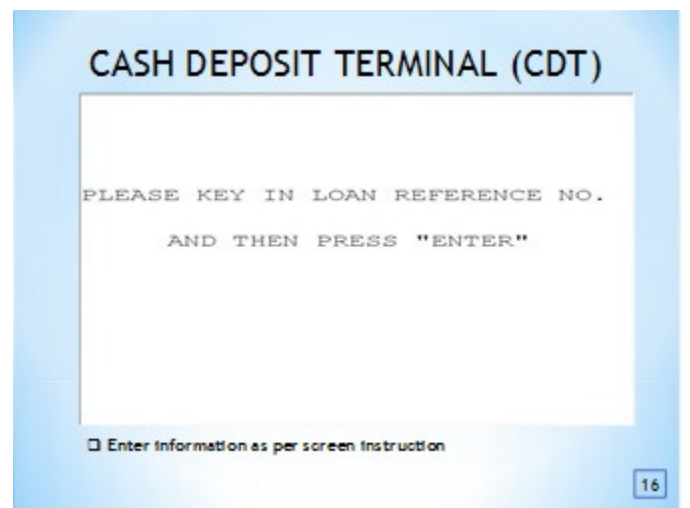 CASH DEPOSIT TERMINAL (CDT)
PLEASE KEY IN LOAN REFERENCE NO.
AND THEN PRESS "ENTER"
❑ Enter information as per screen instruction
16